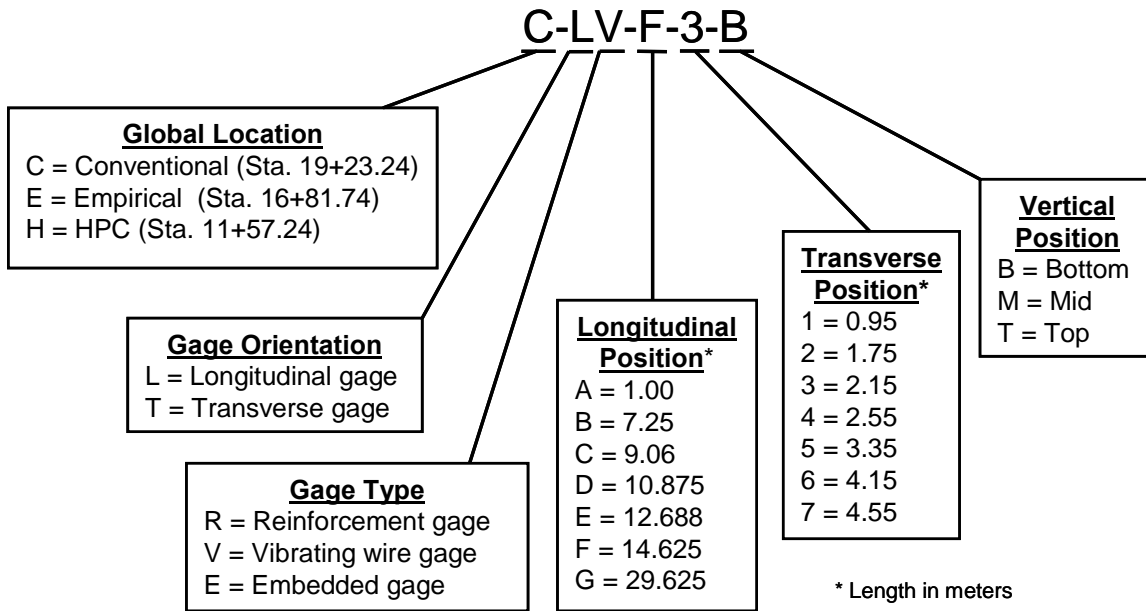 C-LV-F-3-B
Global Location
C = Conventional (Sta. 19+23.24)
E = Empirical (Sta. 16+81.74)
H = HPC (Sta. 11+57.24)
Gage Orientation
L = Longitudinal gage
T = Transverse gage
Gage Type
R = Reinforcement gage
V = Vibrating wire gage
E = Embedded gage
Longitudinal
Position*
A = 1.00
B = 7.25
C = 9.06
D = 10.875
E = 12.688
F = 14.625
G = 29.625
Transverse
Position*
1 = 0.95
2 = 1.75
3 = 2.15
4 = 2.55
5 = 3.35
6 = 4.15
7 = 4.55
Vertical
Position
B = Bottom
M = Mid
T = Top
* Length in meters